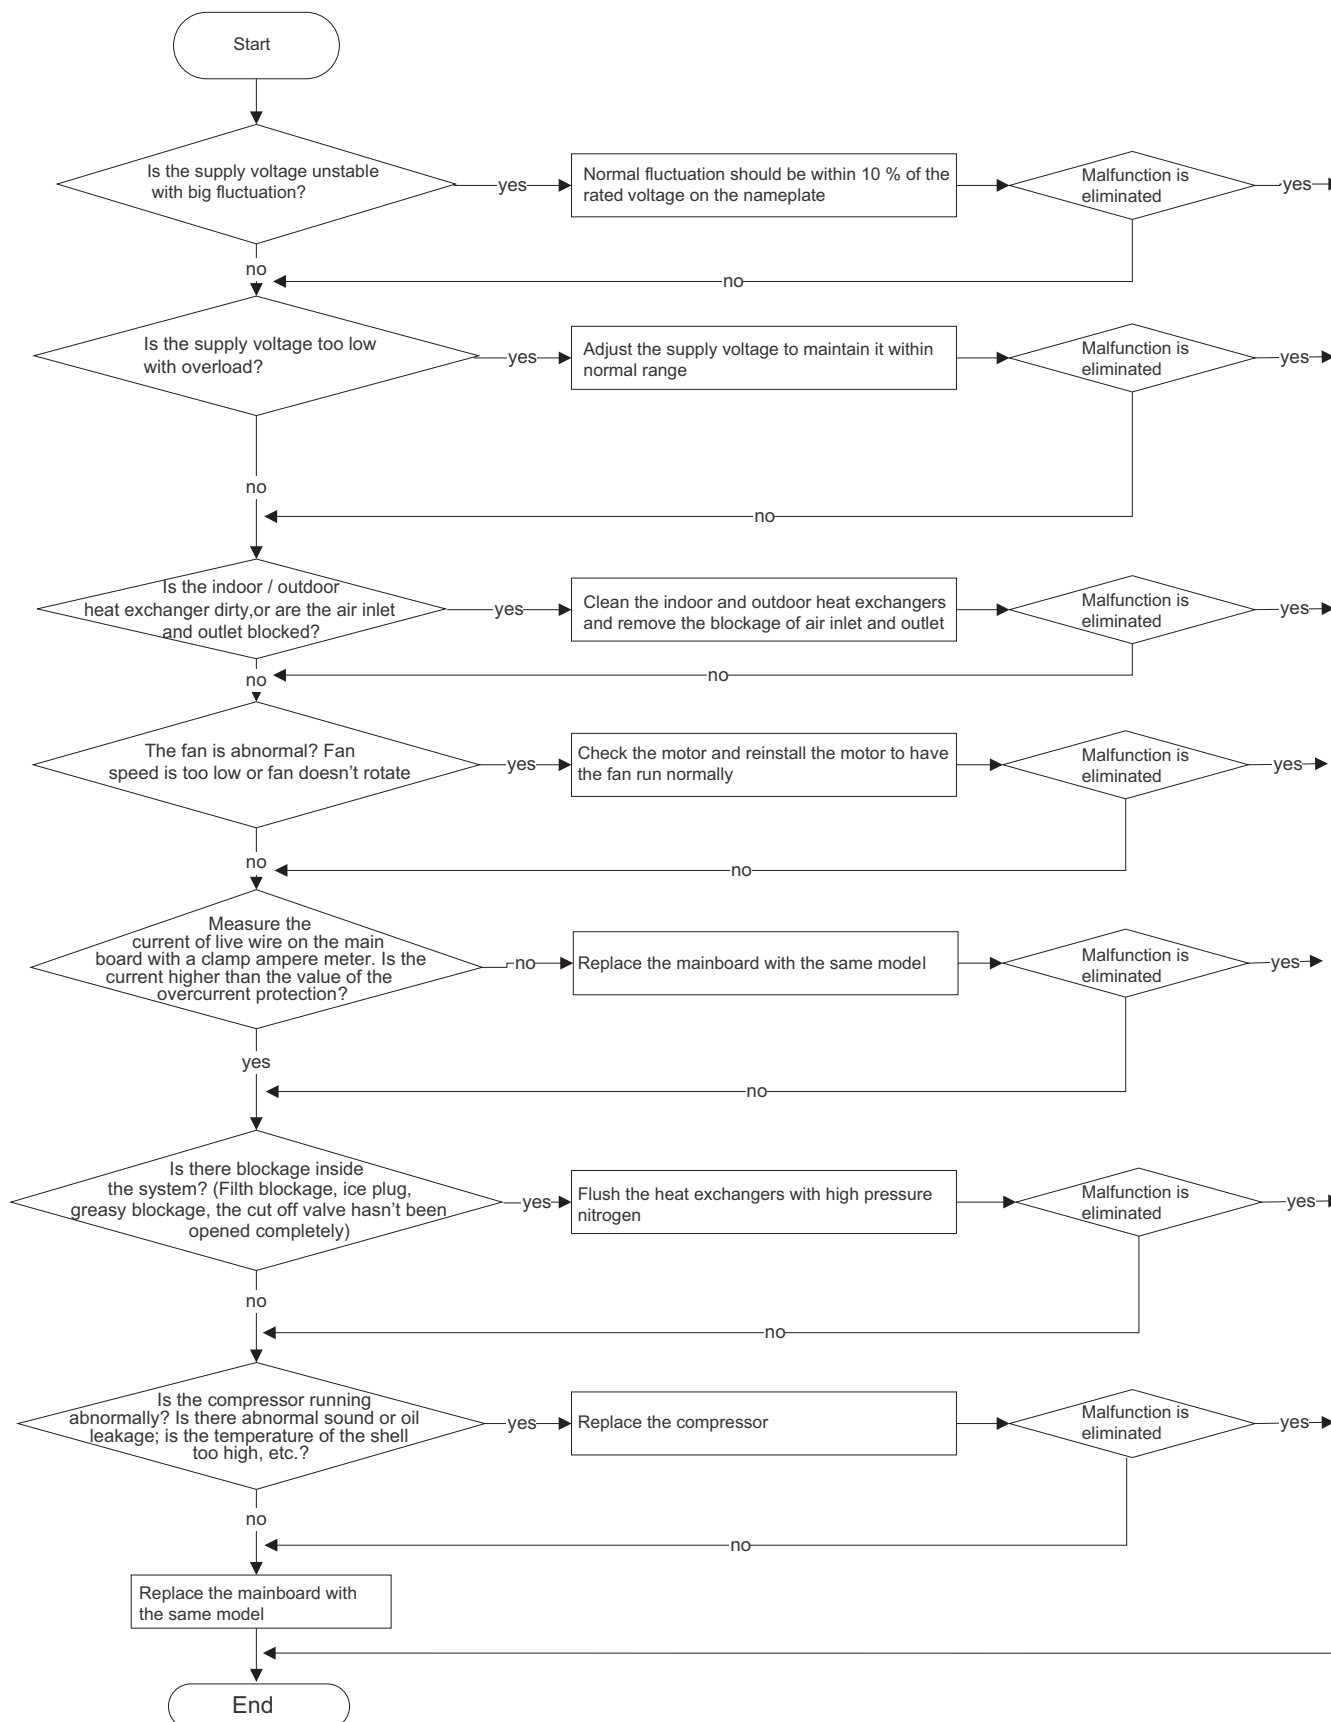 Start
Is the supply voltage unstable
with big fluctuation?
yes
Normal fluctuation should be within 10 % of the
rated voltage on the nameplate
Malfunction is
eliminated
yes
no
no
Is the supply voltage too low
with overload?
yes
Adjust the supply voltage to maintain it within
normal range
Malfunction is
eliminated
yes
no
no
Is the indoor / outdoor
heat exchanger dirty,or are the air inlet
and outlet blocked?
yes
Clean the indoor and outdoor heat exchangers
and remove the blockage of air inlet and outlet
Malfunction is
eliminated
yes
no
no
The fan is abnormal? Fan
speed is too low or fan doesn't rotate
yes
Check the motor and reinstall the motor to have
the fan run normally
Malfunction is
eliminated
yes
no
no
Measure the
current of live wire on the main
board with a clamp ampere meter. Is the
current higher than the value of the
overcurrent protection?
no
Replace the mainboard with the same model
Malfunction is
eliminated
yes
yes
no
Is there blockage inside
the system? (Filth blockage, ice plug,
greasy blockage, the cut off valve hasn't been
opened completely)
yes
Flush the heat exchangers with high pressure
nitrogen
Malfunction is
eliminated
yes
no
no
Is the compressor running
abnormally? Is there abnormal sound or oil
leakage; is the temperature of the shell
too high, etc.?
yes
Replace the compressor
Malfunction is
eliminated
yes
no
no
Replace the mainboard with
the same model
End